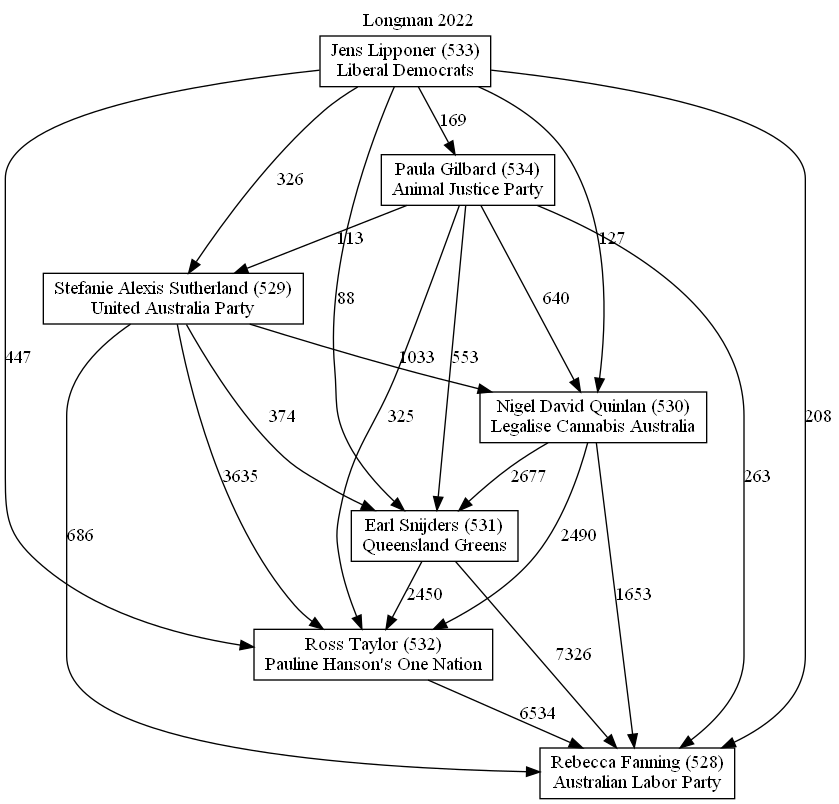 Longman 2022
Jens Lipponer (533)
Liberal Democrats
169
Paula Gilbard (534)
Animal Justice Party
326
113
127
Stefanie Alexis Sutherland (529)
United Australia Party
88
640
447
1033
553
Nigel David Quinlan (530)
Legalise Cannabis Australia
374
325
208
3635
2677
263
Earl Snijders (531)
Queensland Greens
686
2490
2450
1653
Ross Taylor (532)
Pauline Hanson's One Nation
7326
6534
Rebecca Fanning (528)
Australian Labor Party